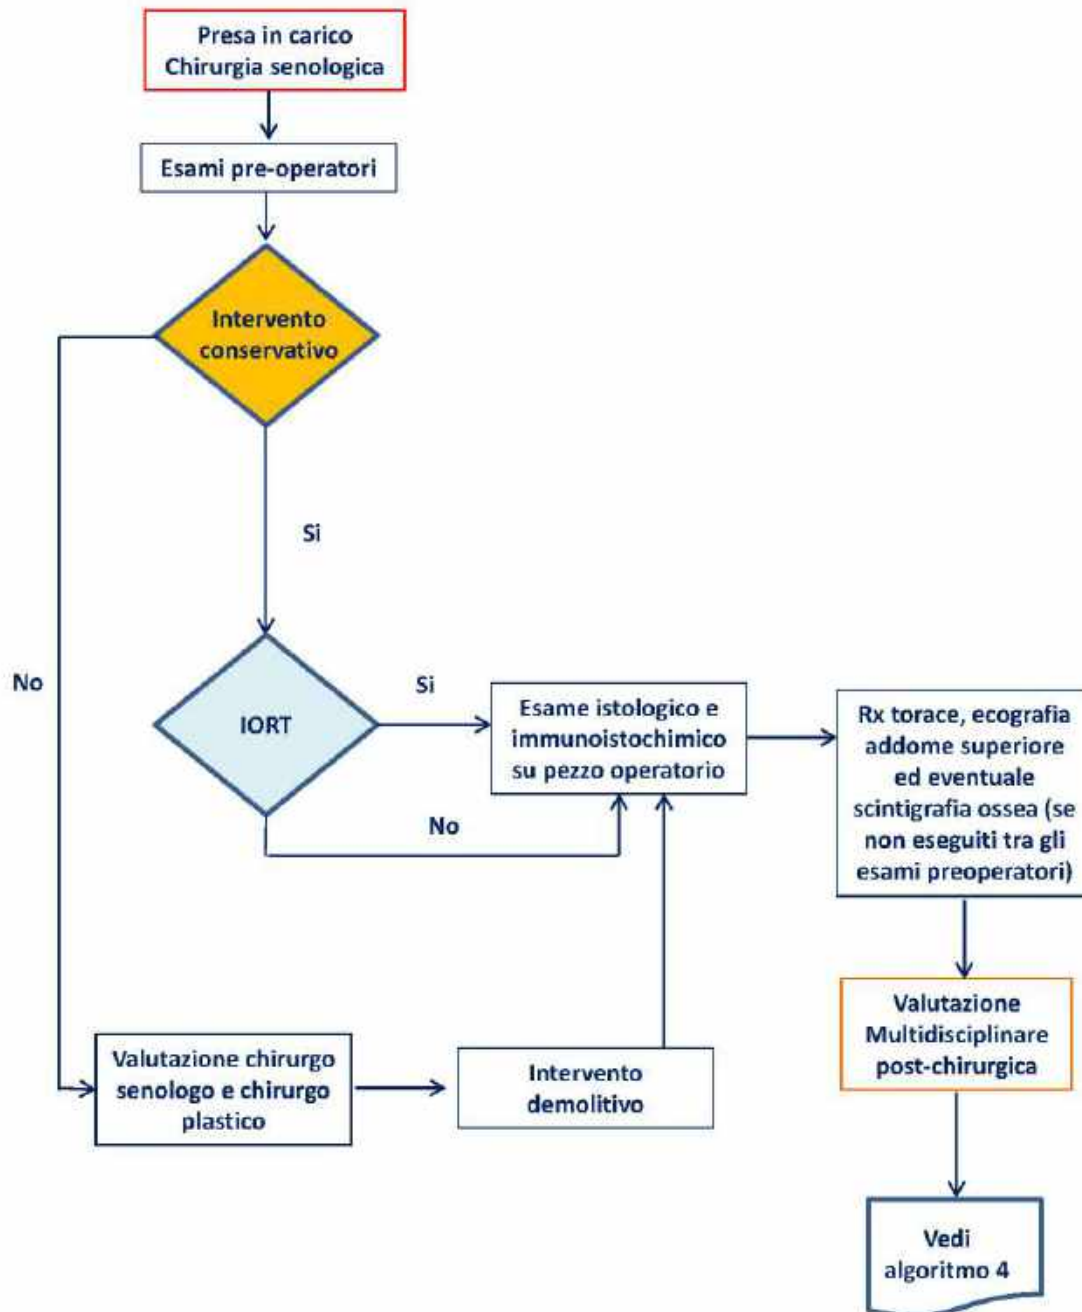 Presa in carico
Chirurgia senologica
Esami pre-operatori
Intervento
conservativo
Si
No
IORT
Si
No
Esame istologico e
immunoistochimico
su pezzo operatorio
Rx torace, ecografia
addome superiore
ed eventuale
scintigrafia ossea (se
non eseguiti tra gli
esami preoperatori)
Valutazione chirurgo
senologo e chirurgo
plastico
Intervento
demolitivo
Valutazione
Multidisciplinare
post-chirurgica
Vedi
algoritmo 4